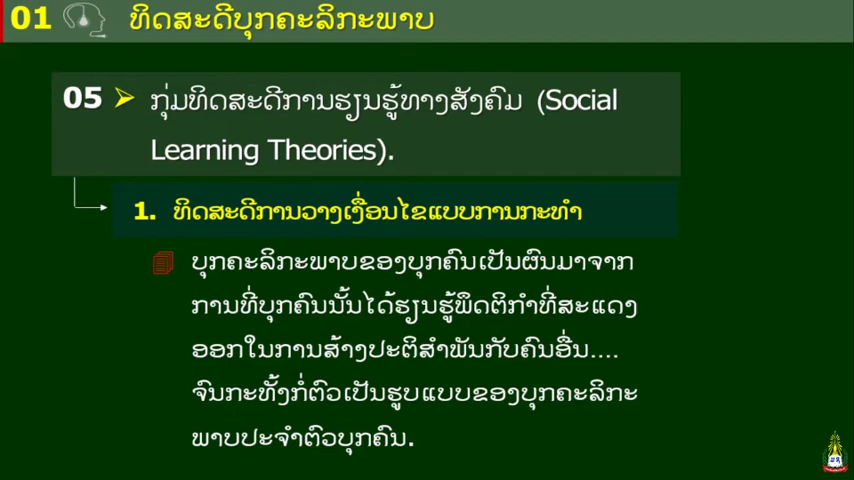 01 ທິດສະດີບຸກຄະລິກະພາບ
05 ➢ ກຸ່ມທິດສະດີການຮຽນຮູ້ທາງສັງຄົມ (Social
Learning Theories).
1. ທິດສະດີການວາງເງື່ອນໄຂແບບການກະທຳ
ບຸກຄະລິກະພາບຂອງບຸກຄົນເປັນຜົນມາຈາກ
ການທີ່ບຸກຄົນນັ້ນໄດ້ຮຽນຮູ້ພຶດຕິກຳທີ່ສະແດງ
ອອກໃນການສ້າງປະຕິສຳພັນກັບຄົນອື່ນ....
ຈົນກະທັ້ງກໍ່ຕົວເປັນຮູບແບບຂອງບຸກຄະລິກະ
ພາບປະຈຳຕົວບຸກຄົນ.